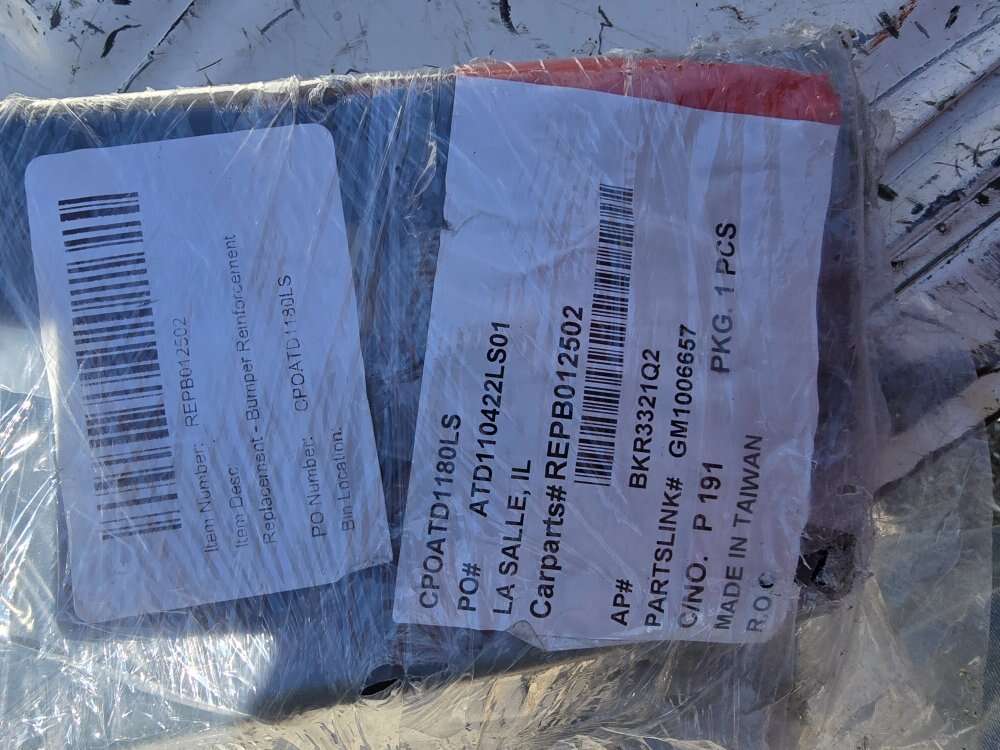 Item Number: REPB012502
Item Desc:
Replacement - Bumper Reinforcement
PO Number: CPOATD1180LS
Bin Location:
CPOATD1180LS
PO# ATD110422LS01
LA SALLE, IL
Carparts# REPB012502
AP# BKR3321Q2
PARTSLINK# GM1006657
C/NO. P 191 PKG. 1 PCS
MADE IN TAIWAN
R.O.C